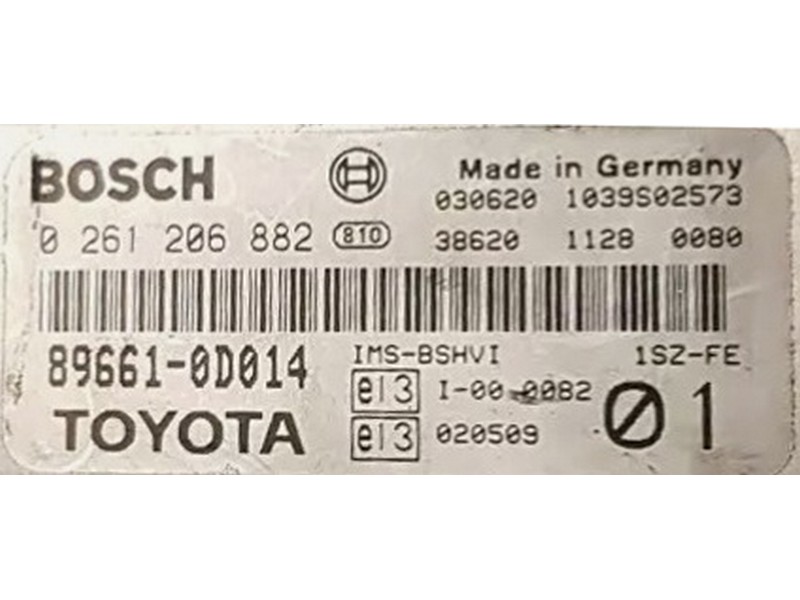 BOSCH
Made in Germany
030620 1039S02573
0 261 206 882 810
38620 1128 0080
89661-0D014
IMS-BSHVI 1SZ-FE
e13 I-00-0082
TOYOTA
e13 020509
01